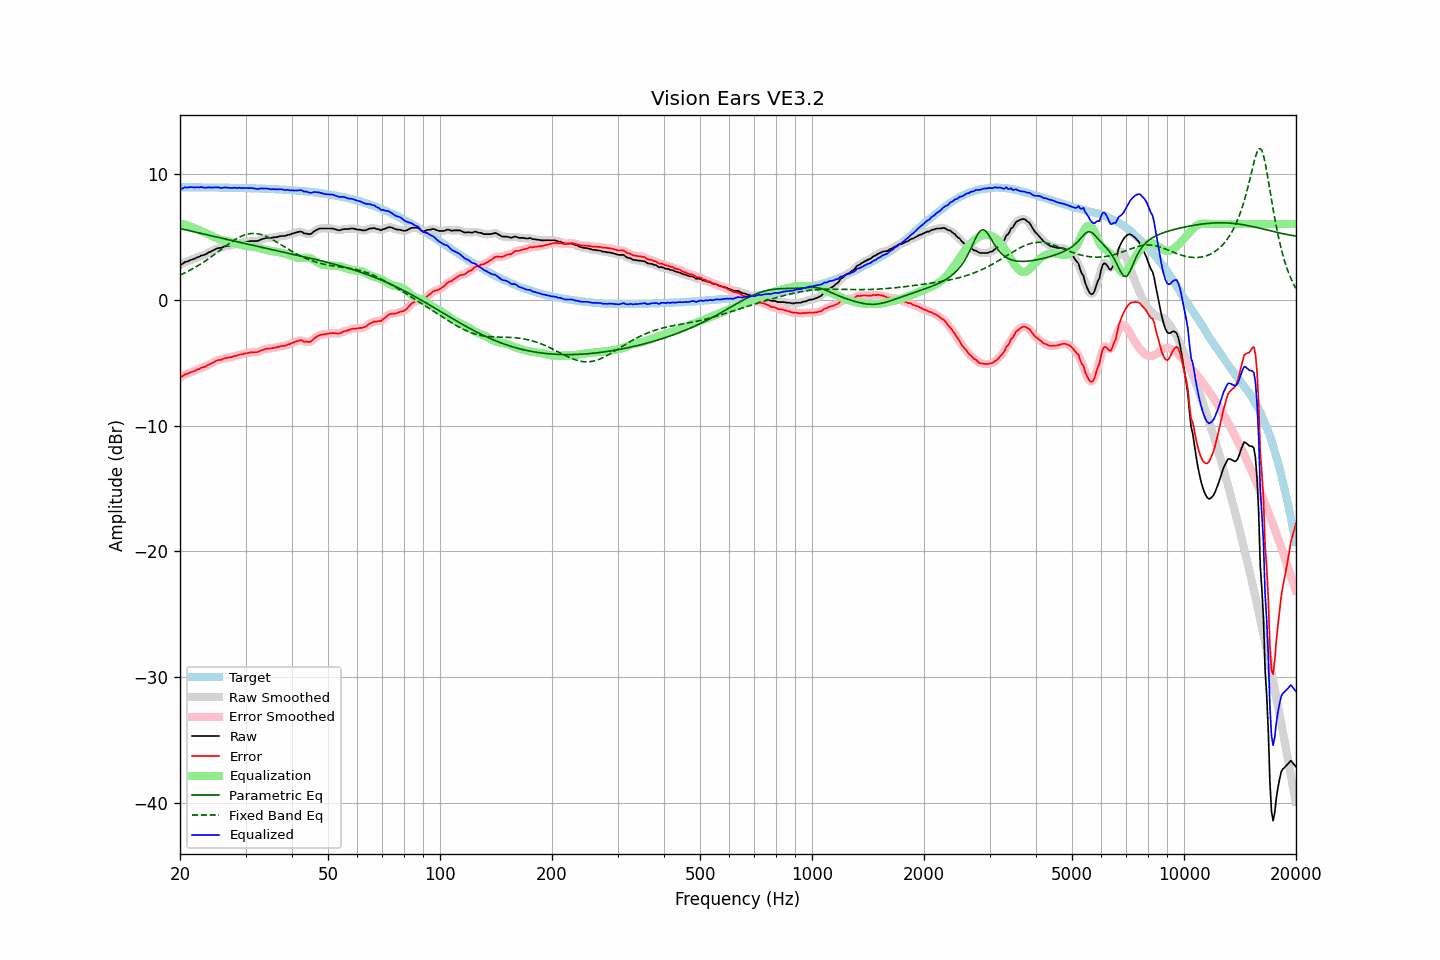 Vision Ears VE3.2
Amplitude (dBr)
10
0
−10
−20
−30
−40
Target
Raw Smoothed
Error Smoothed
Raw
Error
Equalization
Parametric Eq
Fixed Band Eq
Equalized
20 50 100 200 500 1000 2000 5000 10000 20000
Frequency (Hz)